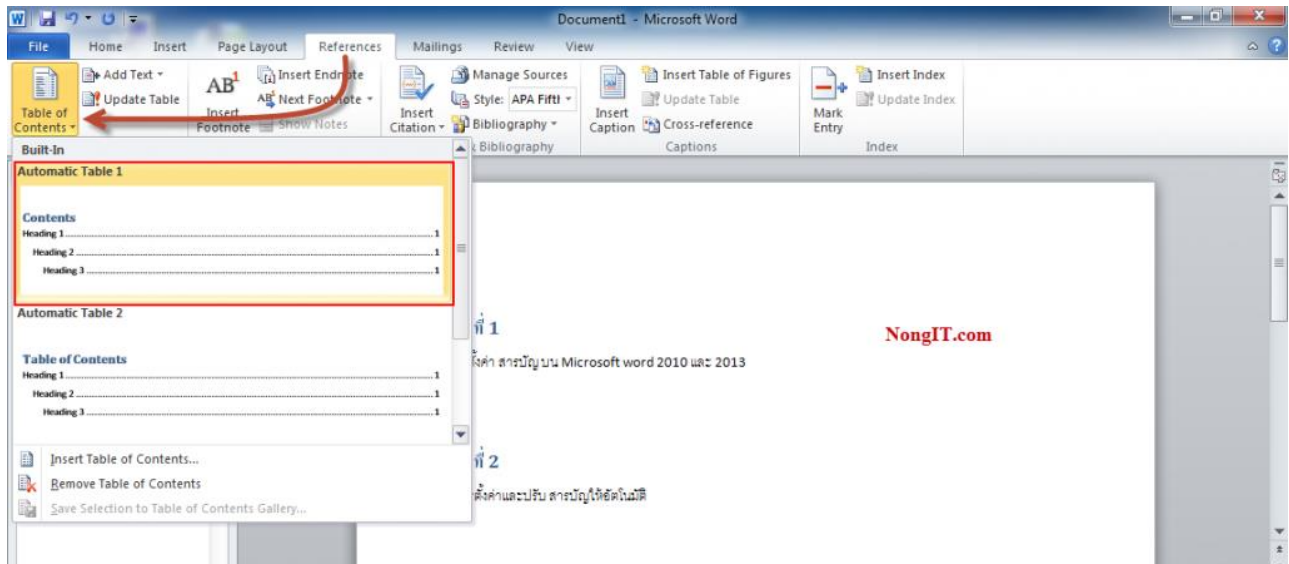 Document1 - Microsoft Word
File Home Insert Page Layout References Mailings Review View
Table of Contents
Add Text
Update Table
AB1
Insert Footnote
Insert Endnote
AB Next Footnote
Show Notes
Insert Citation
Manage Sources
Style: APA Fift
Bibliography
Insert Caption
Insert Table of Figures
Update Table
Cross-reference
Mark Entry
Insert Index
Update Index
Bibliography
Captions
Index
Built-In
Automatic Table 1
Contents
Heading 1 1
Heading 2 1
Heading 3 1
Automatic Table 2
Table of Contents
Heading 1 1
Heading 2 1
Heading 3 1
Insert Table of Contents...
Remove Table of Contents
Save Selection to Table of Contents Gallery...
ที่ 1
NongIT.com
สารบัญ บน Microsoft word 2010 และ 2013
ที่ 2
ตั้งค่าและปรับ สารบัญให้อัตโนมัติ